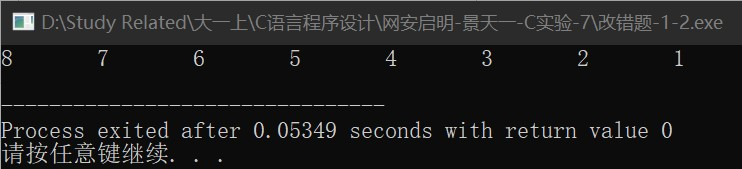 D:\Study Related\大一上\C语言程序设计\网安启明-景天一-C实验-7\改错题-1-2.exe
8 7 6 5 4 3 2 1
--------------------------------
Process exited after 0.05349 seconds with return value 0
请按任意键继续. . .